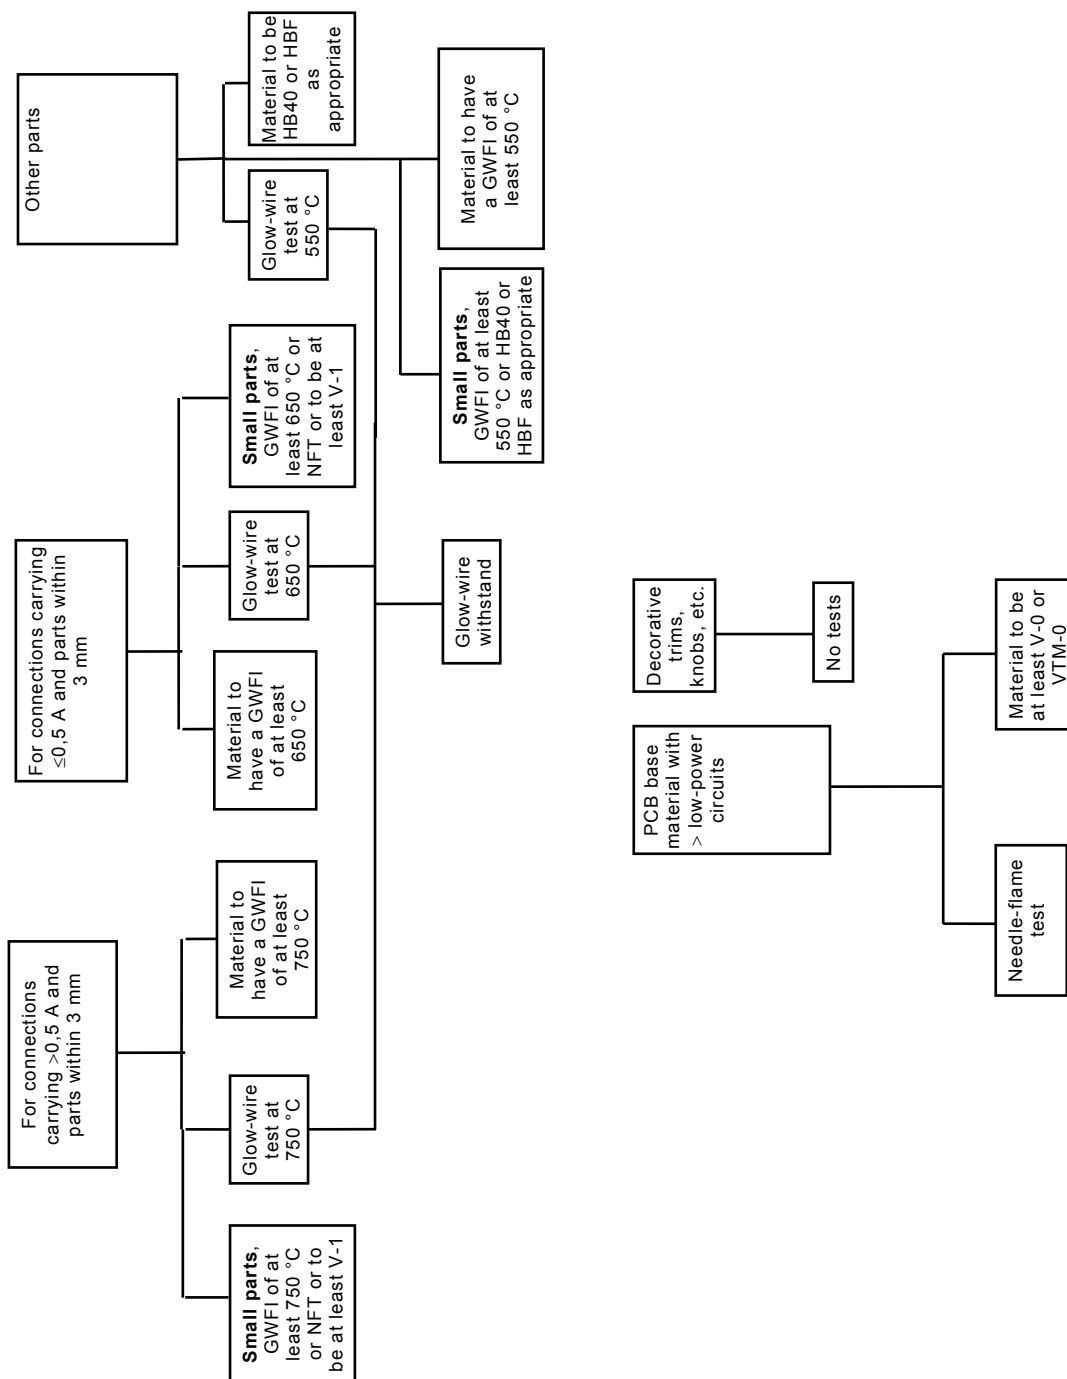 For connections
carrying >0,5 A and
parts within 3 mm
Small parts,
GWFI of at
least 750 °C
or NFT or to
be at least V-1
Glow-wire
test at
750 °C
Material to
have a GWFI
of at least
750 °C
For connections carrying
≤0,5 A and parts within
3 mm
Material to
have a GWFI
of at least
650 °C
Glow-wire
test at
650 °C
Small parts,
GWFI of at
least 650 °C or
NFT or to be at
least V-1
Other parts
Glow-wire
test at
550 °C
Material to be
HB40 or HBF
as
appropriate
Glow-wire
withstand
Small parts,
GWFI of at least
550 °C or HB40 or
HBF as appropriate
Material to have
a GWFI of at
least 550 °C
PCB base
material with
> low-power
circuits
Decorative
trims,
knobs, etc.
No tests
Needle-flame
test
Material to be
at least V-0 or
VTM-0